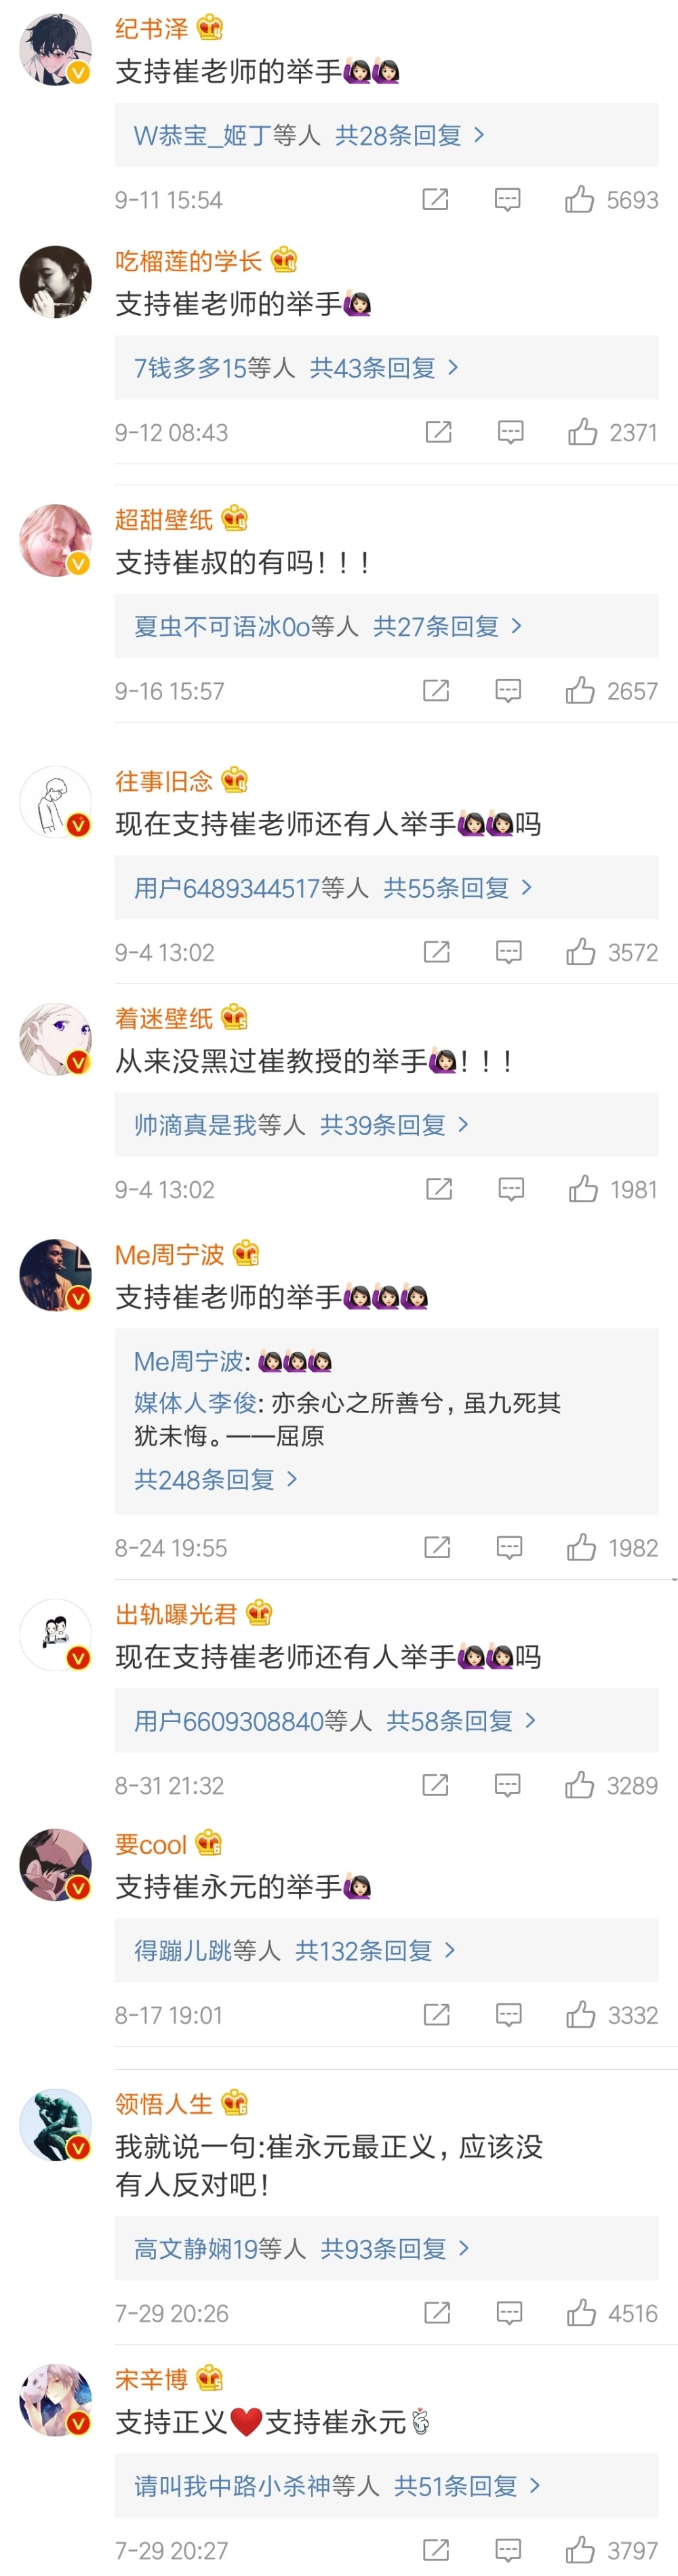 纪书泽
支持崔老师的举手🙋🏻‍♀️🙋🏻‍♀️
W恭宝_姬丁等人 共28条回复 >
9-11 15:54 5693
吃榴莲的学长
支持崔老师的举手🙋🏻‍♀️
7钱多多15等人 共43条回复 >
9-12 08:43 2371
超甜壁纸
支持崔叔的有吗！！！
夏虫不可语冰0o等人 共27条回复 >
9-16 15:57 2657
往事旧念
现在支持崔老师还有人举手🙋🏻‍♀️🙋🏻‍♀️吗
用户6489344517等人 共55条回复 >
9-4 13:02 3572
着迷壁纸
从来没黑过崔教授的举手🙋🏻‍♀️！！！
帅滴真是我等人 共39条回复 >
9-4 13:02 1981
Me周宁波
支持崔老师的举手🙋🏻‍♀️🙋🏻‍♀️🙋🏻‍♀️
Me周宁波: 🙋🏻‍♀️🙋🏻‍♀️🙋🏻‍♀️
媒体人李俊: 亦余心之所善兮，虽九死其
犹未悔。——屈原
共248条回复 >
8-24 19:55 1982
出轨曝光君
现在支持崔老师还有人举手🙋🏻‍♀️🙋🏻‍♀️吗
用户6609308840等人 共58条回复 >
8-31 21:32 3289
要cool
支持崔永元的举手🙋🏻‍♀️
得蹦儿跳等人 共132条回复 >
8-17 19:01 3332
领悟人生
我就说一句:崔永元最正义，应该没
有人反对吧！
高文静娴19等人 共93条回复 >
7-29 20:26 4516
宋辛博
支持正义❤️支持崔永元
请叫我中路小杀神等人 共51条回复 >
7-29 20:27 3797